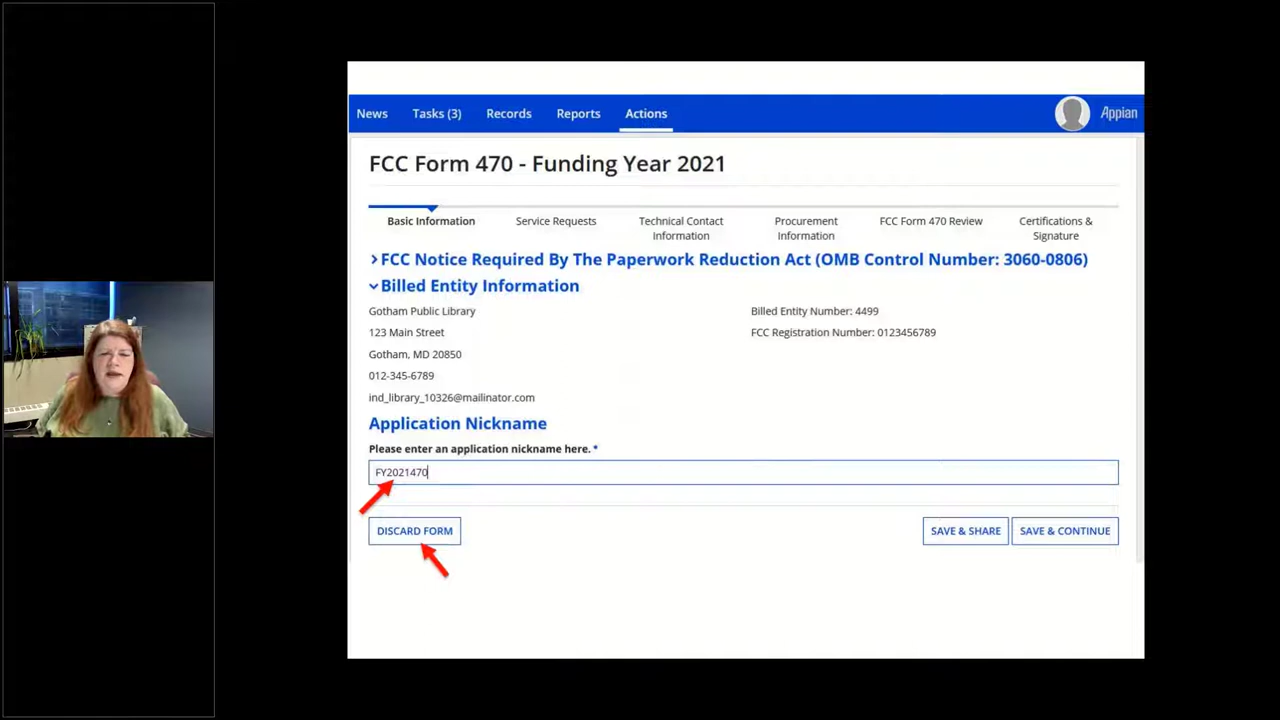 News Tasks (3) Records Reports Actions Appian
FCC Form 470 - Funding Year 2021
Basic Information Service Requests Technical Contact Information Procurement Information FCC Form 470 Review Certifications & Signature
FCC Notice Required By The Paperwork Reduction Act (OMB Control Number: 3060-0806)
Billed Entity Information
Gotham Public Library Billed Entity Number: 4499
123 Main Street FCC Registration Number: 0123456789
Gotham, MD 20850
012-345-6789
ind_library_10326@mailinator.com
Application Nickname
Please enter an application nickname here. *
FY2021470
DISCARD FORM SAVE & SHARE SAVE & CONTINUE